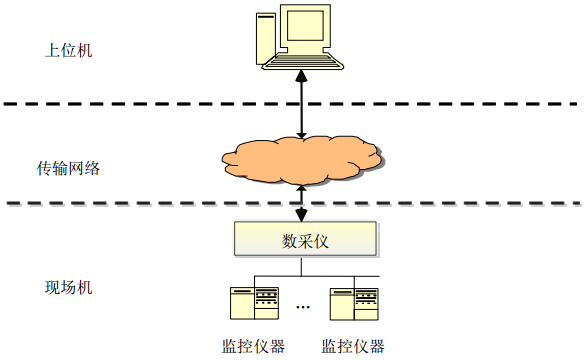 上位机
传输网络
数采仪
现场机
...
监控仪器 监控仪器